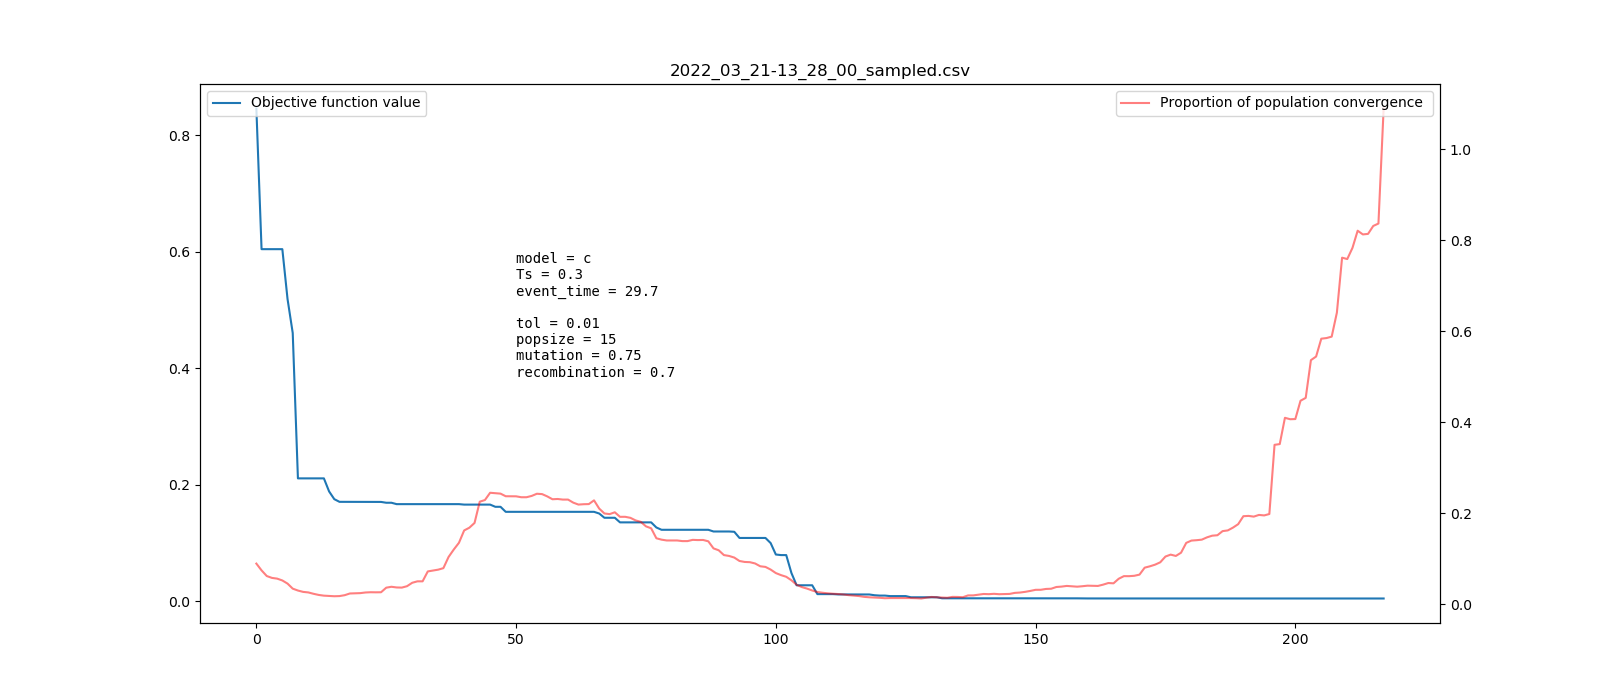 2022_03_21-13_28_00_sampled.csv
Objective function value
Proportion of population convergence
0.8
0.6
0.4
0.2
0.0
model = c
Ts = 0.3
event_time = 29.7
tol = 0.01
popsize = 15
mutation = 0.75
recombination = 0.7
1.0
0.8
0.6
0.4
0.2
0.0
0 50 100 150 200